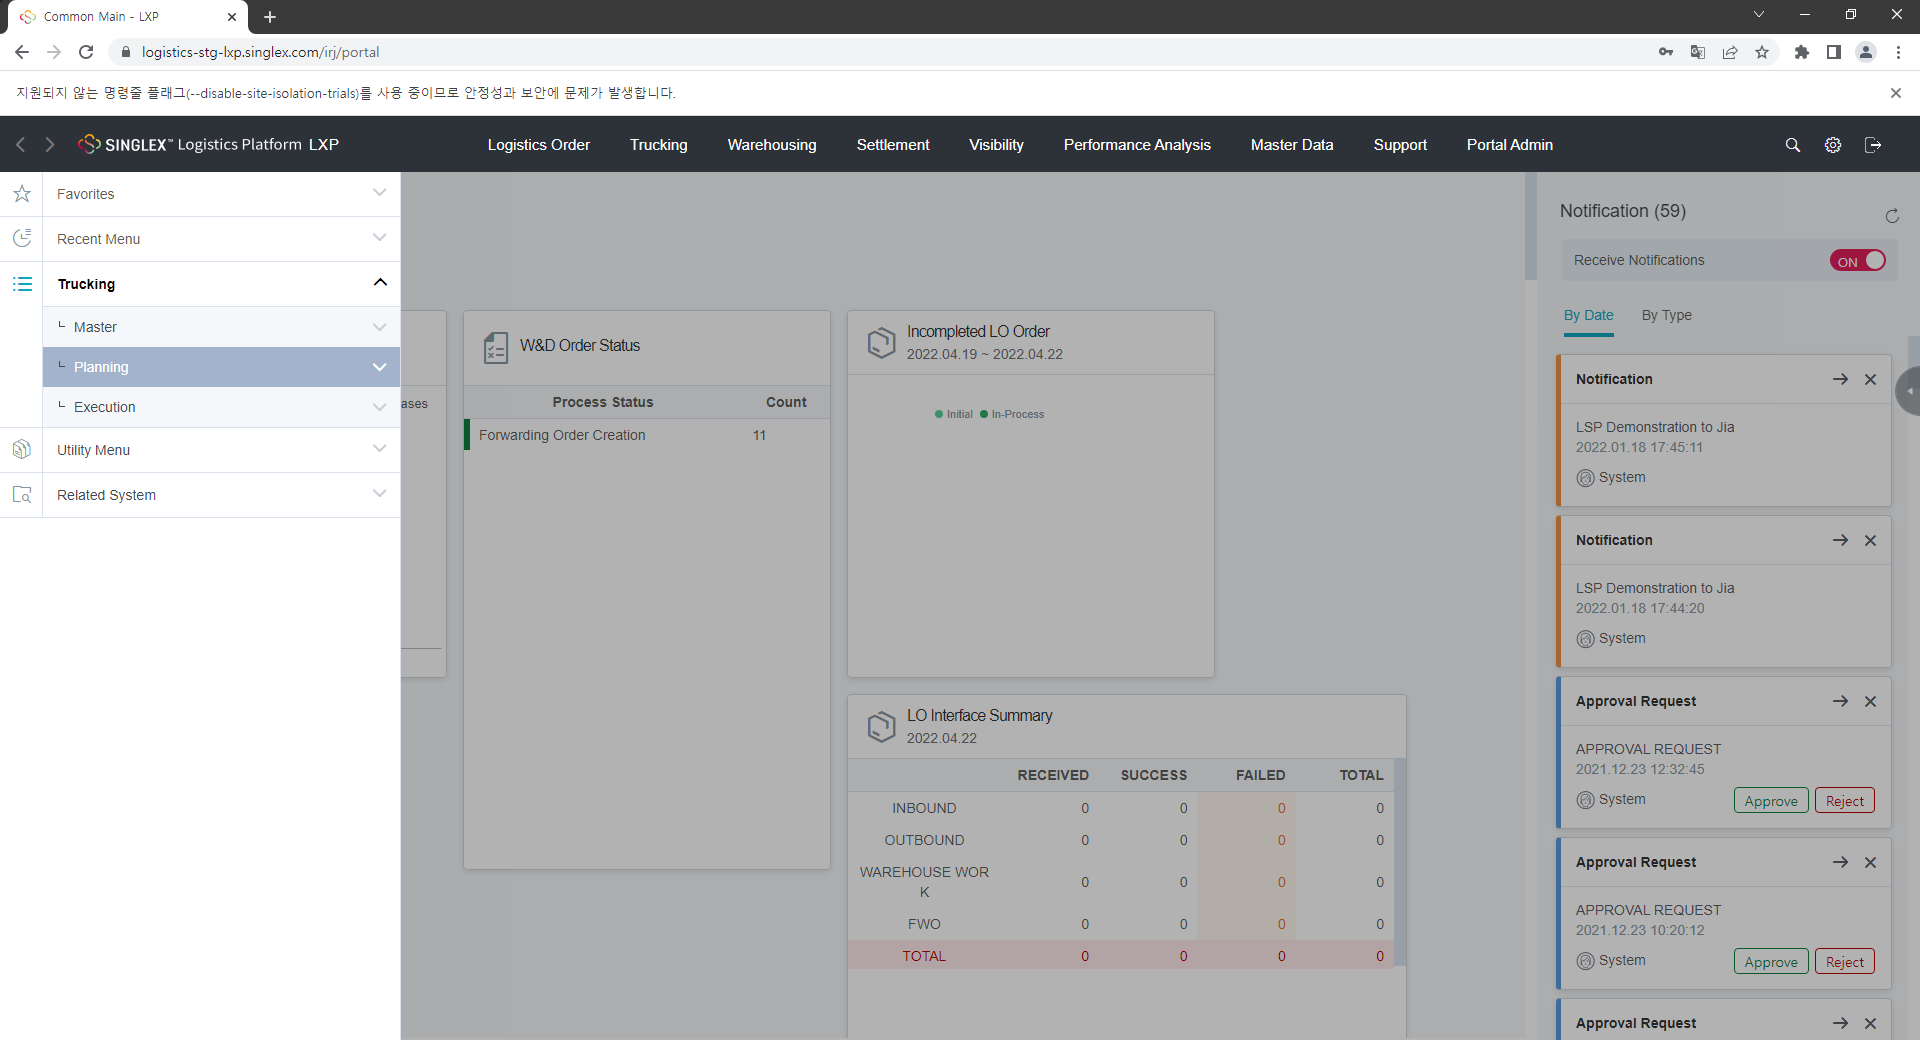 Common Main - LXP
logistics-stg-lxp.singlex.com/irj/portal
지원되지 않는 명령줄 플래그(--disable-site-isolation-trials)를 사용 중이므로 안정성과 보안에 문제가 발생합니다.
SINGLEX™ Logistics Platform LXP
Logistics Order Trucking Warehousing Settlement Visibility Performance Analysis Master Data Support Portal Admin
Favorites
Recent Menu
Trucking
Master
Planning
Execution
Utility Menu
Related System
ases
W&D Order Status
Process Status Count
Forwarding Order Creation 11
Incompleted LO Order
2022.04.19 ~ 2022.04.22
Initial In-Process
LO Interface Summary
2022.04.22
RECEIVED SUCCESS FAILED TOTAL
INBOUND 0 0 0 0
OUTBOUND 0 0 0 0
WAREHOUSE WOR
K 0 0 0 0
FWO 0 0 0 0
TOTAL 0 0 0 0
Notification (59)
Receive Notifications ON
By Date By Type
Notification
LSP Demonstration to Jia
2022.01.18 17:45:11
System
Notification
LSP Demonstration to Jia
2022.01.18 17:44:20
System
Approval Request
APPROVAL REQUEST
2021.12.23 12:32:45
System Approve Reject
Approval Request
APPROVAL REQUEST
2021.12.23 10:20:12
System Approve Reject
Approval Request